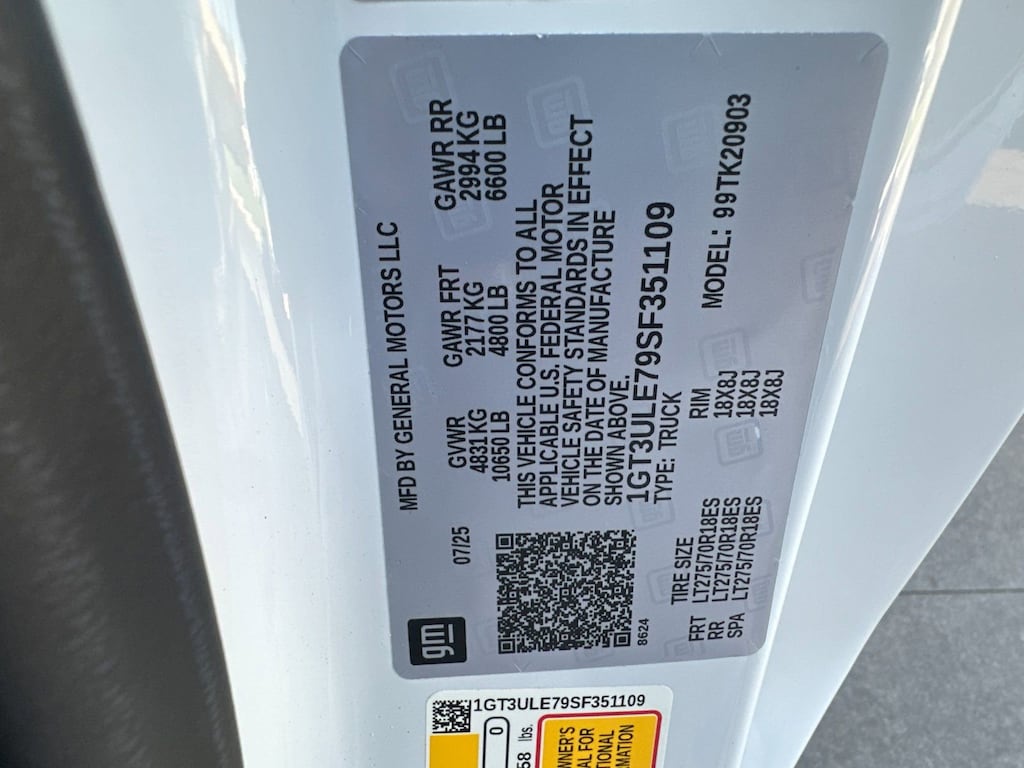 MFD BY GENERAL MOTORS LLC
gm
07/25
GVWR GAWR FRT GAWR RR
4831 KG 2177 KG 2994 KG
10650 LB 4800 LB 6600 LB
THIS VEHICLE CONFORMS TO ALL
APPLICABLE U.S. FEDERAL MOTOR
VEHICLE SAFETY STANDARDS IN EFFECT
ON THE DATE OF MANUFACTURE
SHOWN ABOVE.
1GT3ULE79SF351109
TYPE: TRUCK
8624
TIRE SIZE RIM MODEL: 99TK20903
FRT LT275/70R18ES 18X8J
RR LT275/70R18ES 18X8J
SPA LT275/70R18ES 18X8J
1GT3ULE79SF351109
0
lbs.